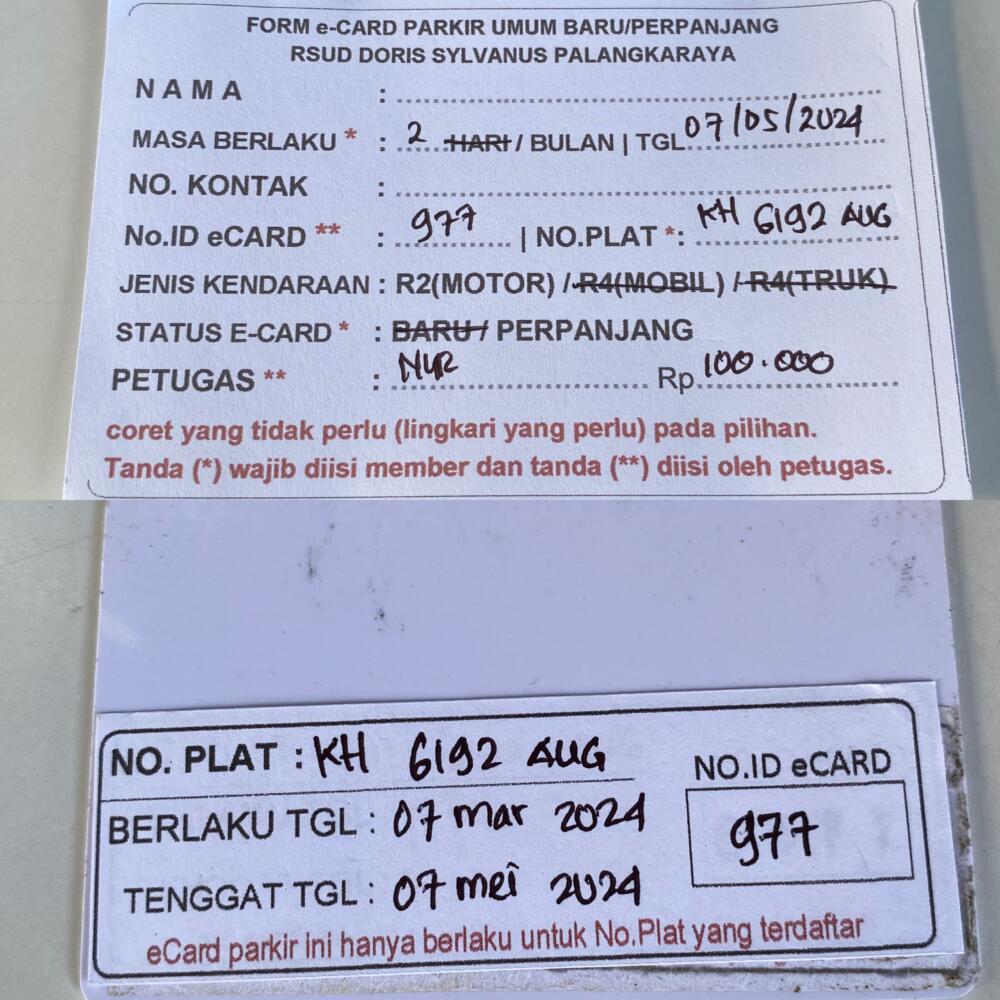 FORM e-CARD PARKIR UMUM BARU/PERPANJANG
RSUD DORIS SYLVANUS PALANGKARAYA
N A M A :
MASA BERLAKU * : 2 HARI / BULAN | TGL 07/05/2024
NO. KONTAK :
No.ID eCARD ** : 977 | NO.PLAT *: KH 6192 AUG
JENIS KENDARAAN : R2(MOTOR) / R4(MOBIL) / R4(TRUK)
STATUS E-CARD * : BARU / PERPANJANG
PETUGAS ** : NUR Rp 100.000
coret yang tidak perlu (lingkari yang perlu) pada pilihan.
Tanda (*) wajib diisi member dan tanda (**) diisi oleh petugas.
NO. PLAT : KH 6192 AUG
NO.ID eCARD
BERLAKU TGL : 07 mar 2024
977
TENGGAT TGL : 07 mei 2024
eCard parkir ini hanya berlaku untuk No.Plat yang terdaftar